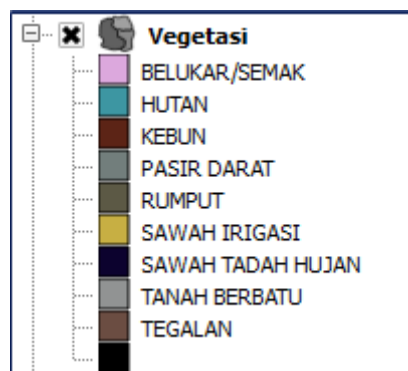 Vegetasi
BELUKAR/SEMAK
HUTAN
KEBUN
PASIR DARAT
RUMPUT
SAWAH IRIGASI
SAWAH TADAH HUJAN
TANAH BERBATU
TEGALAN